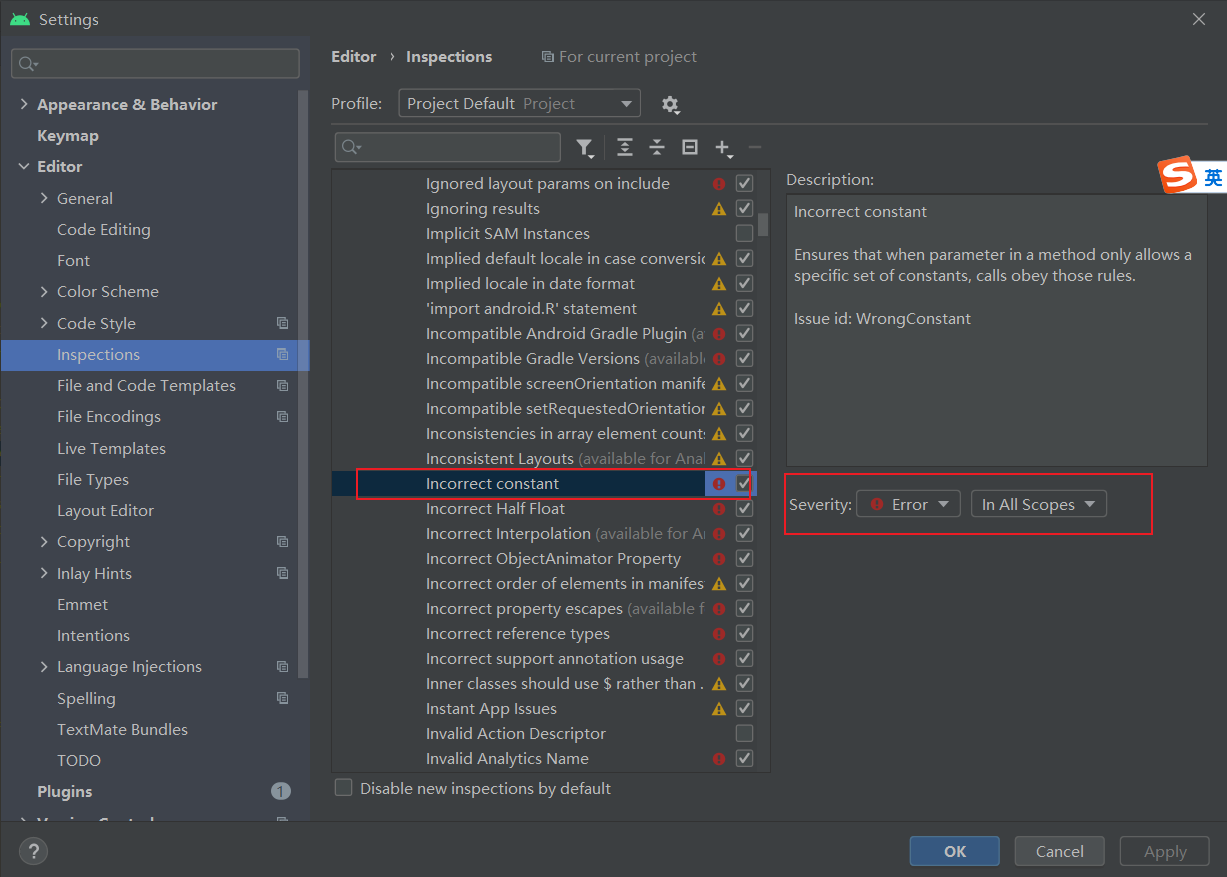 Settings
Appearance & Behavior
Keymap
Editor
General
Code Editing
Font
Color Scheme
Code Style
Inspections
File and Code Templates
File Encodings
Live Templates
File Types
Layout Editor
Copyright
Inlay Hints
Emmet
Intentions
Language Injections
Spelling
TextMate Bundles
TODO
Plugins 1
Editor › Inspections For current project
Profile: Project Default Project
Ignored layout params on include
Ignoring results
Implicit SAM Instances
Implied default locale in case conversio
Implied locale in date format
'import android.R' statement
Incompatible Android Gradle Plugin (a
Incompatible Gradle Versions (availabl
Incompatible screenOrientation manife
Incompatible setRequestedOrientation
Inconsistencies in array element counts
Inconsistent Layouts (available for Anal
Incorrect constant
Incorrect Half Float
Incorrect Interpolation (available for A
Incorrect ObjectAnimator Property
Incorrect order of elements in manifes
Incorrect property escapes (available f
Incorrect reference types
Incorrect support annotation usage
Inner classes should use $ rather than .
Instant App Issues
Invalid Action Descriptor
Invalid Analytics Name
Disable new inspections by default
Description:
Incorrect constant
Ensures that when parameter in a method only allows a
specific set of constants, calls obey those rules.
Issue id: WrongConstant
Severity: Error In All Scopes
S 英
? OK Cancel Apply